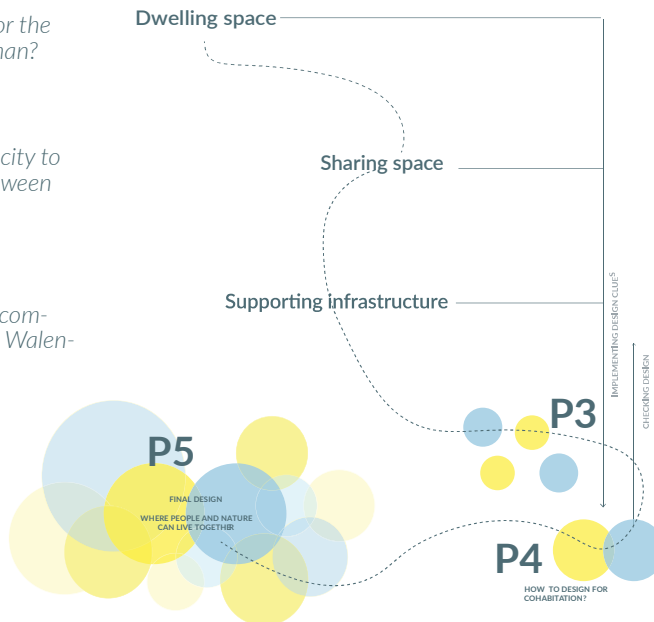 or the
nan?
city to
ween
com-
Walen-
Dwelling space
Sharing space
Supporting infrastructure
IMPLEMENTING DESIGN CLUES
CHECKING DESIGN
P3
P5
FINAL DESIGN
WHERE PEOPLE AND NATURE
CAN LIVE TOGETHIR
P4
HOW TO DESIGN FOR
COHABITATION?